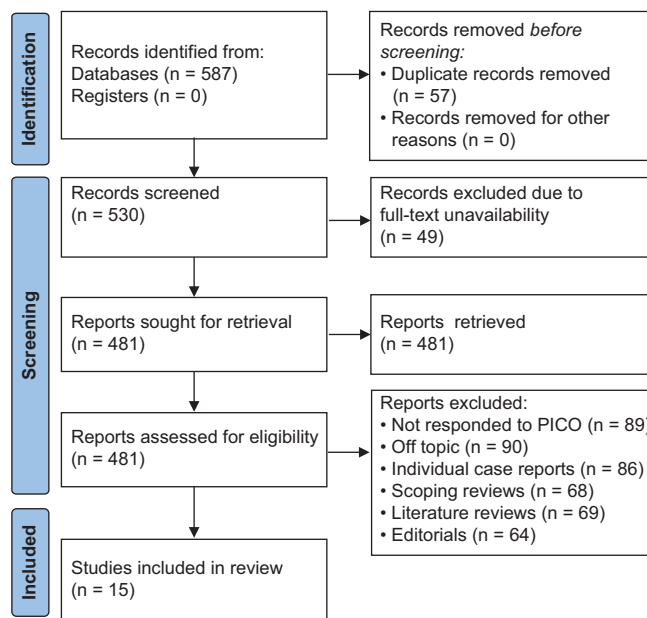 Identification
Records identified from:
Databases (n = 587)
Registers (n = 0)
Records removed before
screening:
• Duplicate records removed
(n = 57)
• Records removed for other
reasons (n = 0)
Screening
Records screened
(n = 530)
Records excluded due to
full-text unavailability
(n = 49)
Reports sought for retrieval
(n = 481)
Reports retrieved
(n = 481)
Reports assessed for eligibility
(n = 481)
Reports excluded:
• Not responded to PICO (n = 89)
• Off topic (n = 90)
• Individual case reports (n = 86)
• Scoping reviews (n = 68)
• Literature reviews (n = 69)
• Editorials (n = 64)
Included
Studies included in review
(n = 15)